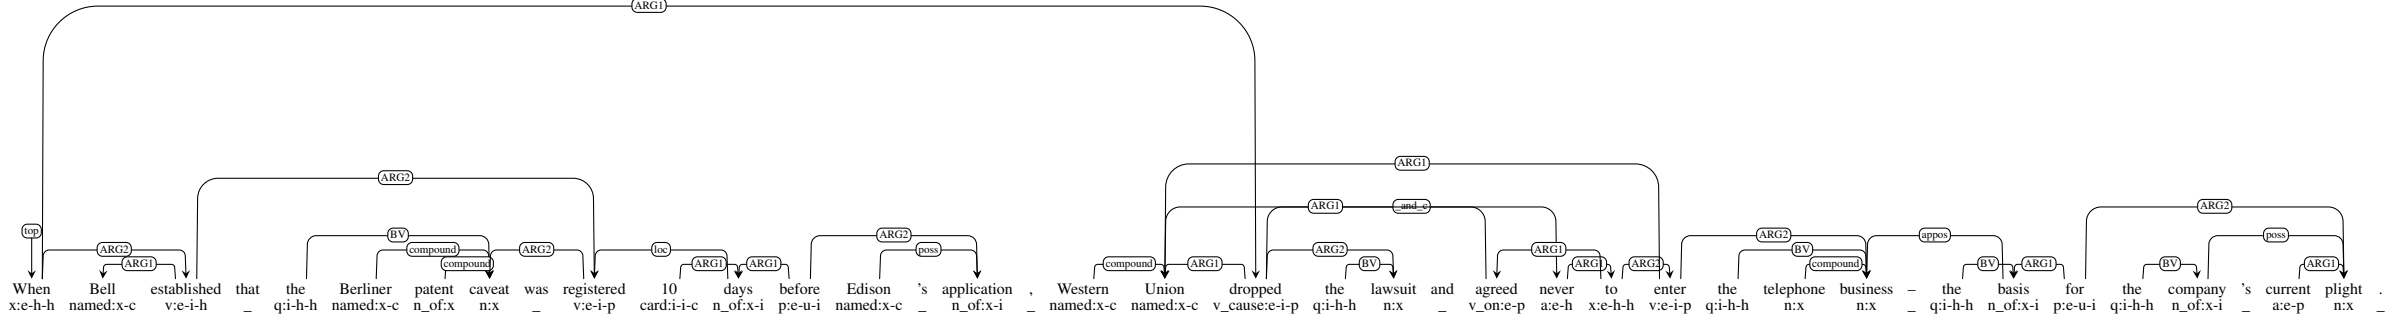 ARG1
ARG1
ARG2
ARG1 _and_c ARG2
top BV ARG2 ARG2 appos
ARG2 compound loc poss ARG2 ARG1 BV poss
ARG1 compound ARG1 ARG1 compound ARG1 BV ARG1 ARG2 compound BV ARG1 BV ARG1
When Bell established that the Berliner patent caveat was registered 10 days before Edison 's application , Western Union dropped the lawsuit and agreed never to enter the telephone business – the basis for the company 's current plight .
x:e-h-h named:x-c v:e-i-h _ q:i-h-h named:x-c n_of:x n:x _ v:e-i-p card:i-i-c n_of:x-i p:e-u-i named:x-c _ n_of:x-i _ named:x-c named:x-c v_cause:e-i-p q:i-h-h n:x _ v_on:e-p a:e-h x:e-h-h v:e-i-p q:i-h-h n:x n:x _ q:i-h-h n_of:x-i p:e-u-i q:i-h-h n_of:x-i _ a:e-p n:x _